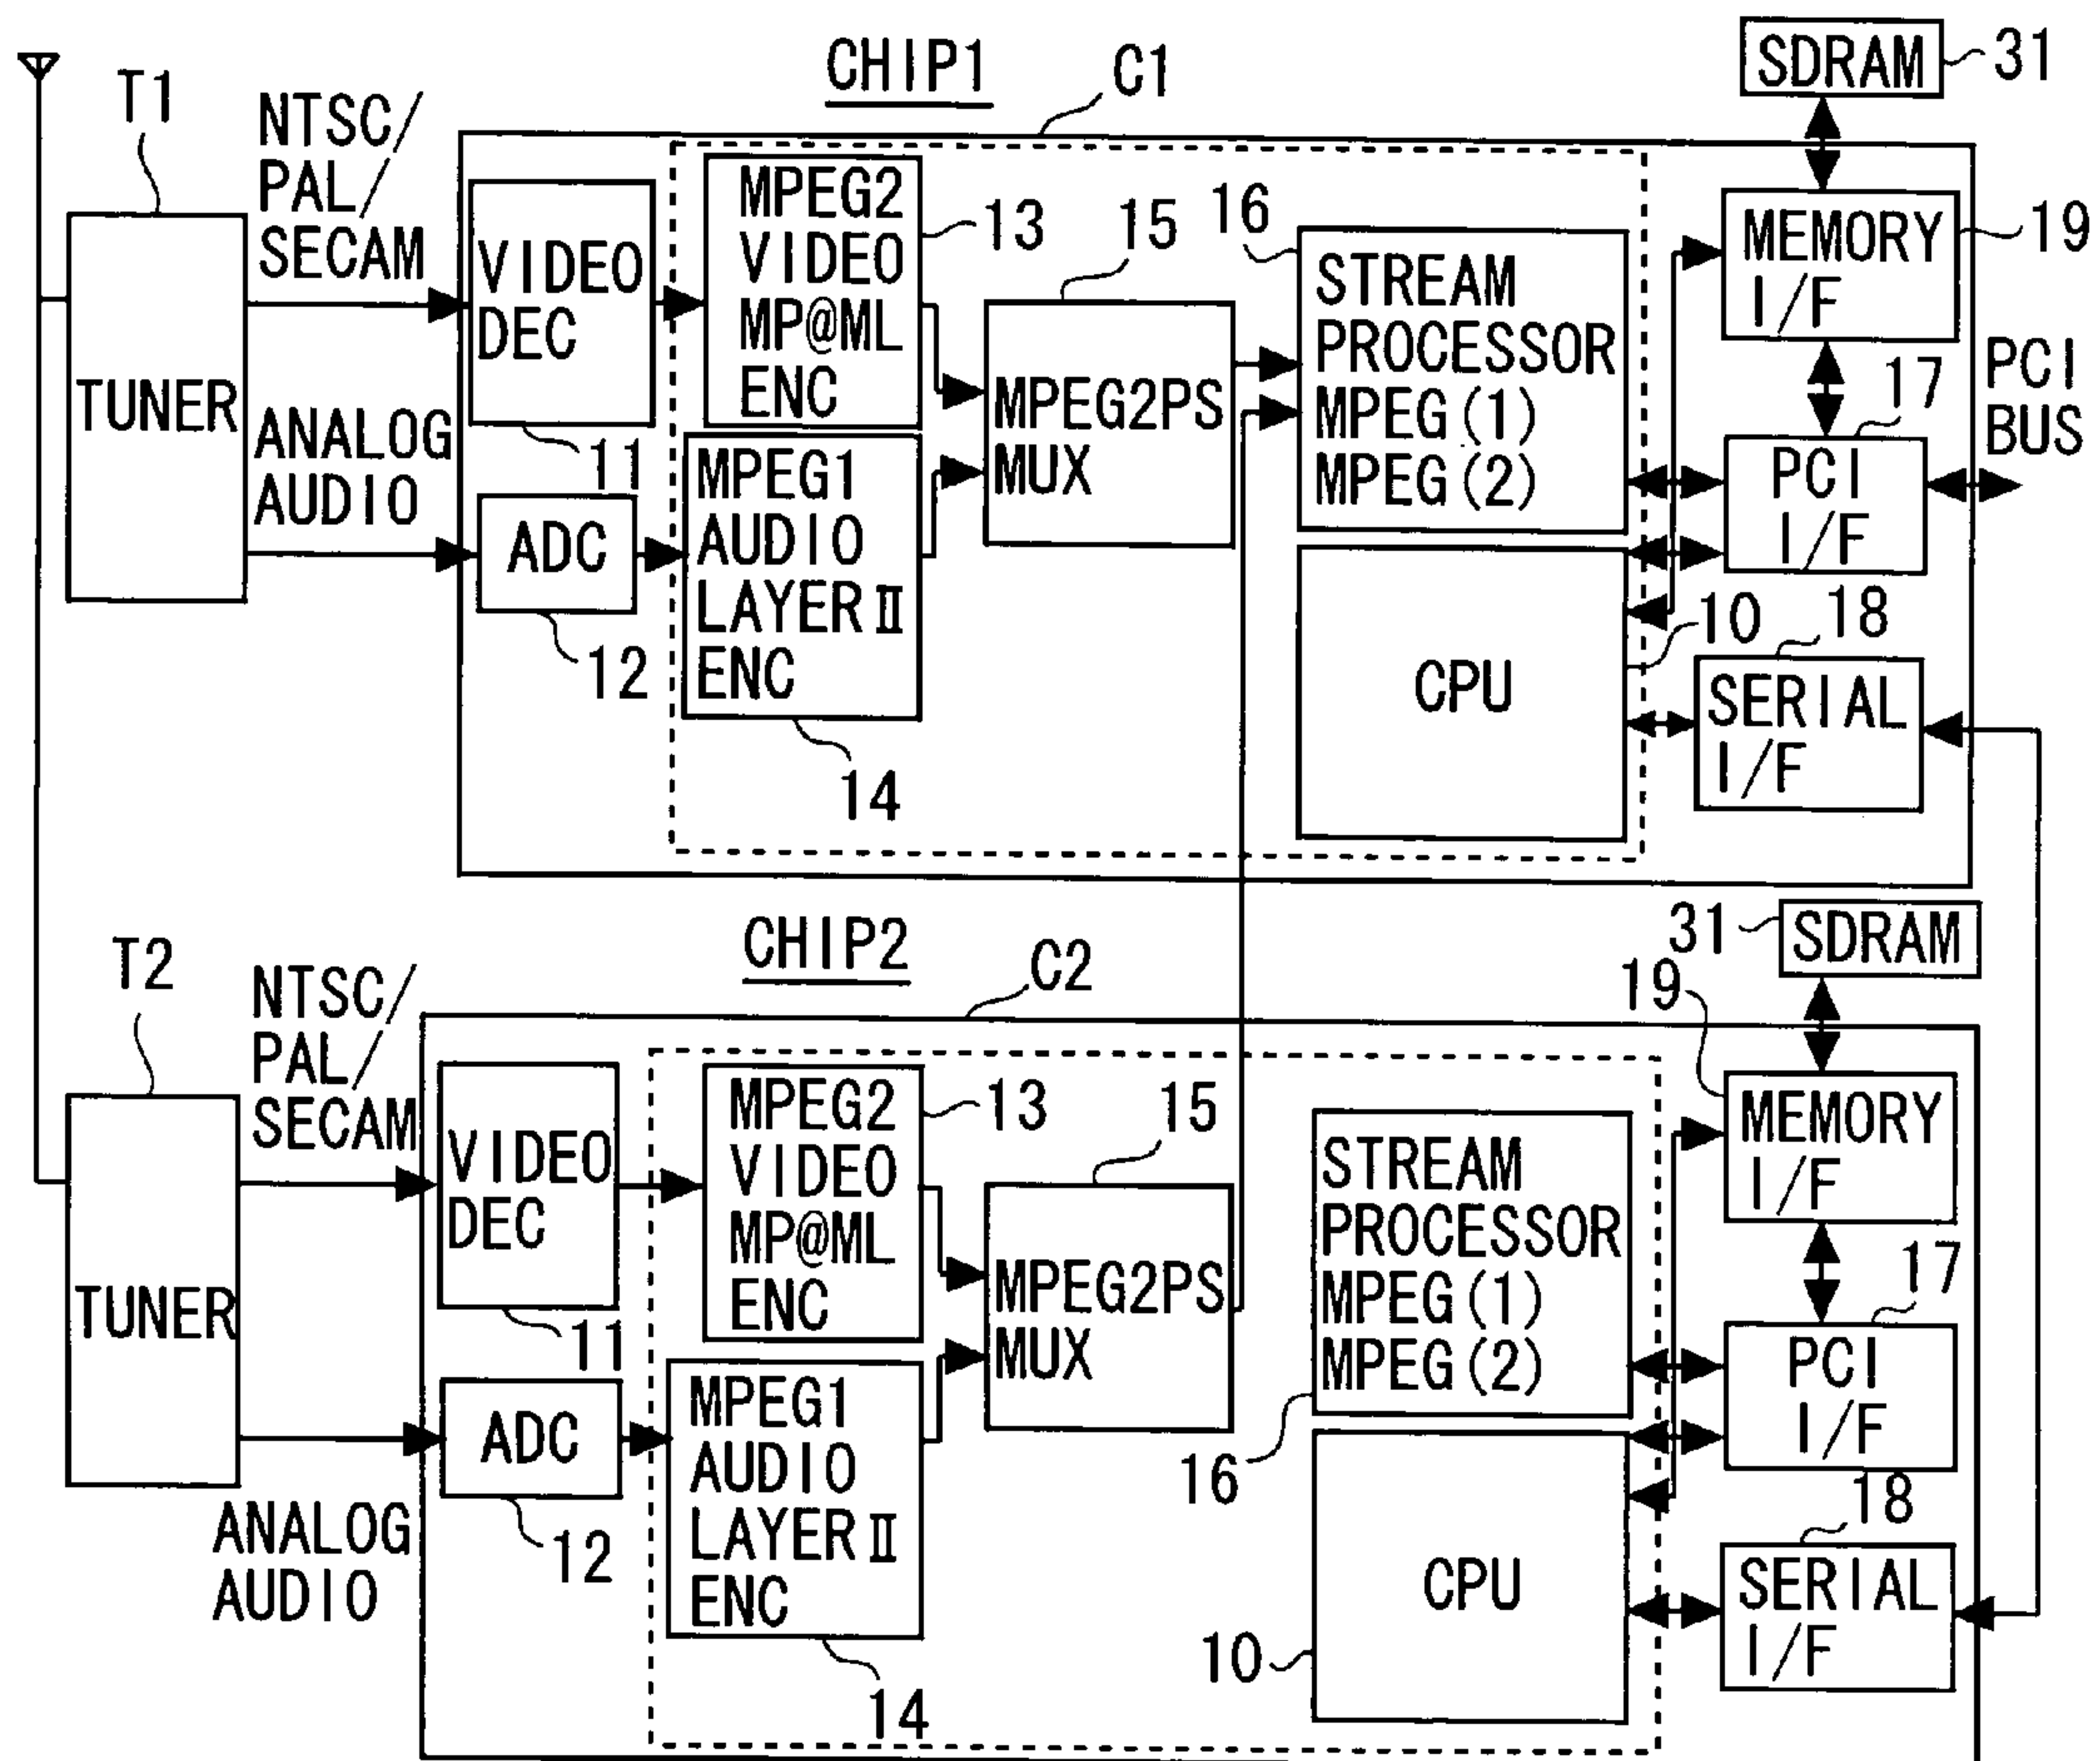 CHIP1
C1
SDRAM
31
T1
NTSC/
PAL/
SECAM
TUNER
ANALOG
AUDIO
VIDEO
DEC
11
ADC
12
MPEG2
VIDEO
MP@ML
ENC
13
MPEG1
AUDIO
LAYER II
ENC
14
15
MPEG2PS
MUX
16
STREAM
PROCESSOR
MPEG(1)
MPEG(2)
CPU
10
MEMORY
I/F
19
17
PCI
I/F
PCI
BUS
18
SERIAL
I/F
CHIP2
C2
31
SDRAM
T2
NTSC/
PAL/
SECAM
TUNER
ANALOG
AUDIO
VIDEO
DEC
11
ADC
12
MPEG2
VIDEO
MP@ML
ENC
13
MPEG1
AUDIO
LAYER II
ENC
14
15
MPEG2PS
MUX
STREAM
PROCESSOR
MPEG(1)
MPEG(2)
16
CPU
10
19
MEMORY
I/F
17
PCI
I/F
18
SERIAL
I/F